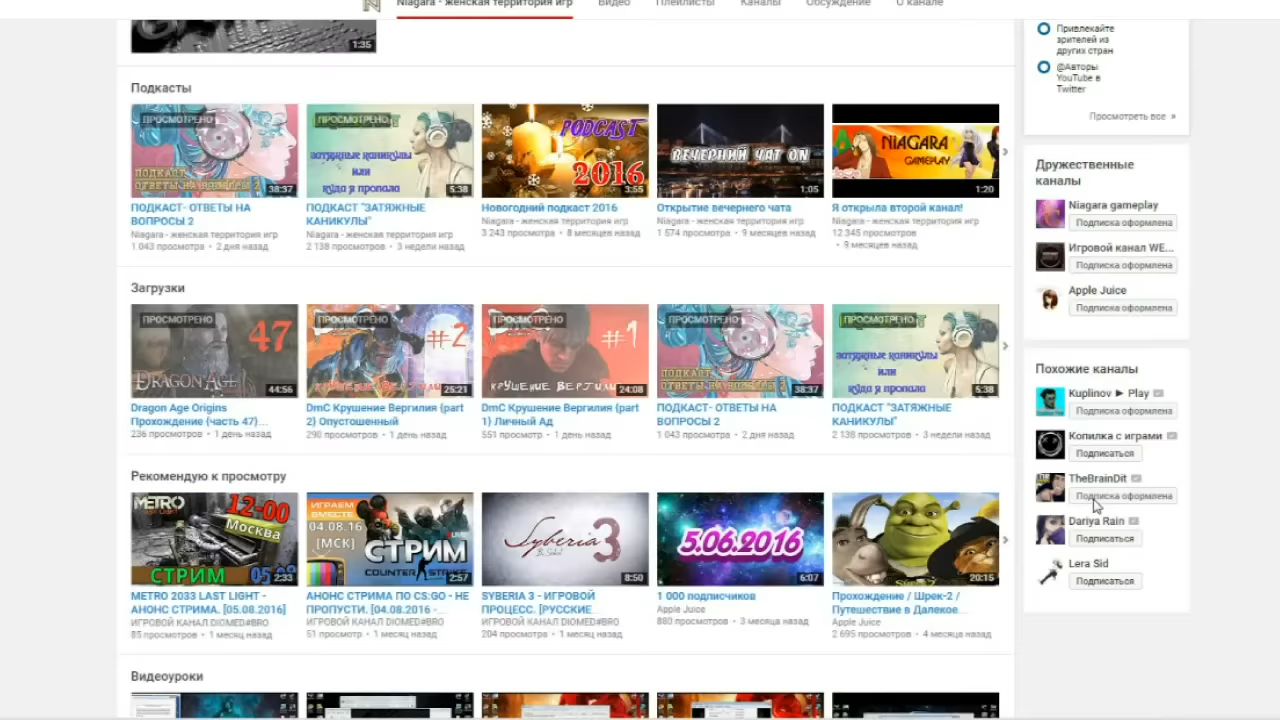 Niagara - женская территория игр Видео Плейлисты Каналы Обсуждение О канале
1:35
Подкасты
ПРОСМОТРЕНО
ПОДКАСТ
ОТВЕТЫ НА ВОПРОСЫ 2
38:37
ПОДКАСТ- ОТВЕТЫ НА
ВОПРОСЫ 2
Niagara - женская территория игр
1 043 просмотра • 2 дня назад
ПРОСМОТРЕНО
затяжные каникулы
или
куда я пропала
5:38
ПОДКАСТ "ЗАТЯЖНЫЕ
КАНИКУЛЫ"
Niagara - женская территория игр
2 138 просмотров • 3 недели назад
PODCAST
2016
3:55
Новогодний подкаст 2016
Niagara - женская территория игр
3 243 просмотра • 8 месяцев назад
ВЕЧЕРНИЙ ЧАТ ON
1:05
Открытие вечернего чата
Niagara - женская территория игр
1 574 просмотра • 9 месяцев назад
NIAGARA
GAMEPLAY
1:20
Я открыла второй канал!
Niagara - женская территория игр
12 345 просмотров
• 9 месяцев назад
Загрузки
ПРОСМОТРЕНО
47
DRAGON AGE
44:56
Dragon Age Origins
Прохождение (часть 47)...
236 просмотров • 1 день назад
ПРОСМОТРЕНО
#2
25:21
DmC Крушение Вергилия (part
2) Опустошенный
290 просмотров • 1 день назад
ПРОСМОТРЕНО
#1
КРУШЕНИЕ ВЕРГИЛИЯ
24:08
DmC Крушение Вергилия (part
1) Личный Ад
551 просмотр • 1 день назад
ПРОСМОТРЕНО
ПОДКАСТ
ОТВЕТЫ НА ВОПРОСЫ 2
38:37
ПОДКАСТ- ОТВЕТЫ НА
ВОПРОСЫ 2
1 043 просмотра • 2 дня назад
ПРОСМОТРЕНО
затяжные каникулы
или
куда я пропала
5:38
ПОДКАСТ "ЗАТЯЖНЫЕ
КАНИКУЛЫ"
2 138 просмотров • 3 недели назад
Рекомендую к просмотру
METRO
LAST LIGHT
12-00
Москва
СТРИМ
2:33
METRO 2033 LAST LIGHT -
АНОНС СТРИМА. [05.08.2016]
ИГРОВОЙ КАНАЛ DIOMED#BRO
85 просмотров • 1 месяц назад
ИГРАЕМ
ВМЕСТЕ
04.08.16
[МСК]
СТРИМ
COUNTER STRIKE
2:57
АНОНС СТРИМА ПО CS:GO - НЕ
ПРОПУСТИ. [04.08.2016 -...
ИГРОВОЙ КАНАЛ DIOMED#BRO
51 просмотр • 1 месяц назад
Syberia 3
8:50
SYBERIA 3 - ИГРОВОЙ
ПРОЦЕСС. [РУССКИЕ...
ИГРОВОЙ КАНАЛ DIOMED#BRO
204 просмотра • 1 месяц назад
5.06.2016
6:07
1 000 подписчиков
Apple Juice
880 просмотров • 3 месяца назад
20:15
Прохождение / Шрек-2 /
Путешествие в Далекое...
Apple Juice
2 695 просмотров • 4 месяца назад
Видеоуроки
Привлекайте
зрителей из
других стран
@Авторы
YouTube в
Twitter
Просмотреть все »
Дружественные
каналы
Niagara gameplay
Подписка оформлена
Игровой канал WE...
Подписка оформлена
Apple Juice
Подписка оформлена
Похожие каналы
Kuplinov ► Play
Подписка оформлена
Копилка с играми
Подписаться
TheBrainDit
Подписка оформлена
Dariya Rain
Подписаться
Lera Sid
Подписаться